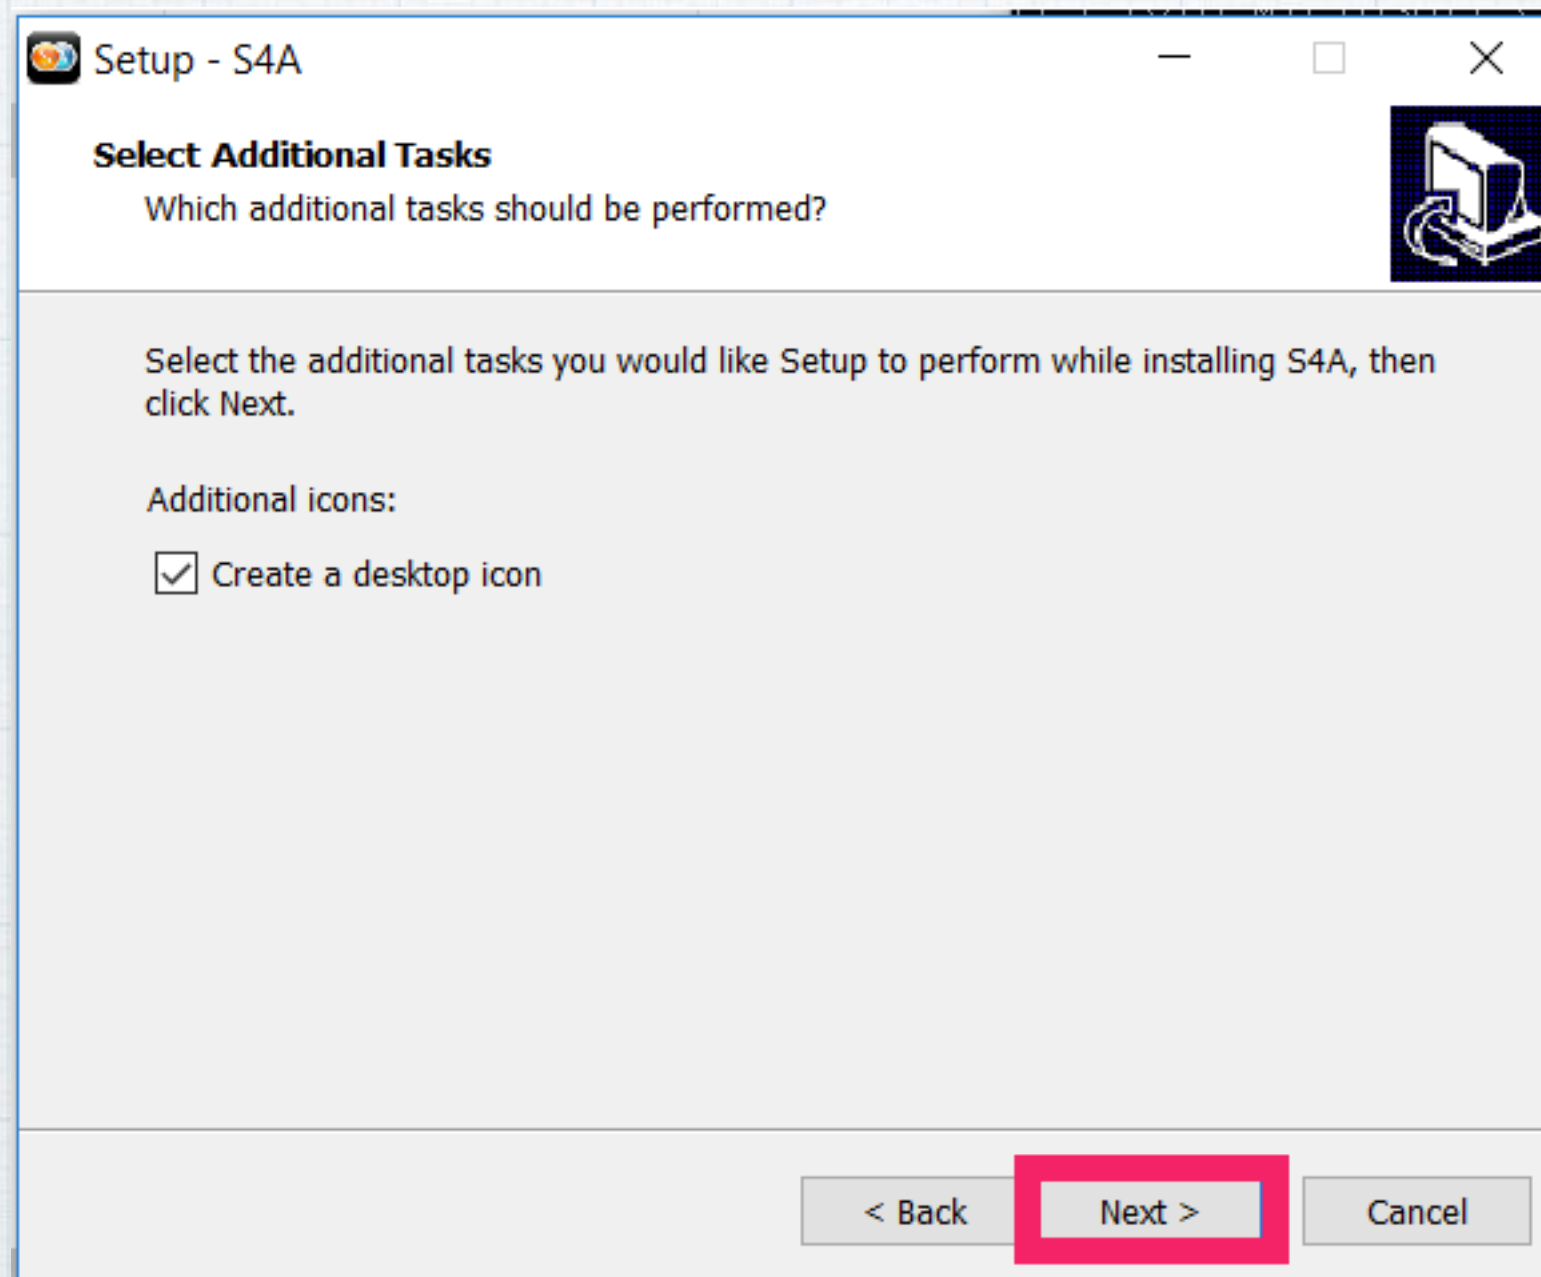 Setup - S4A
Select Additional Tasks
Which additional tasks should be performed?
Select the additional tasks you would like Setup to perform while installing S4A, then
click Next.
Additional icons:
Create a desktop icon
< Back
Next >
Cancel